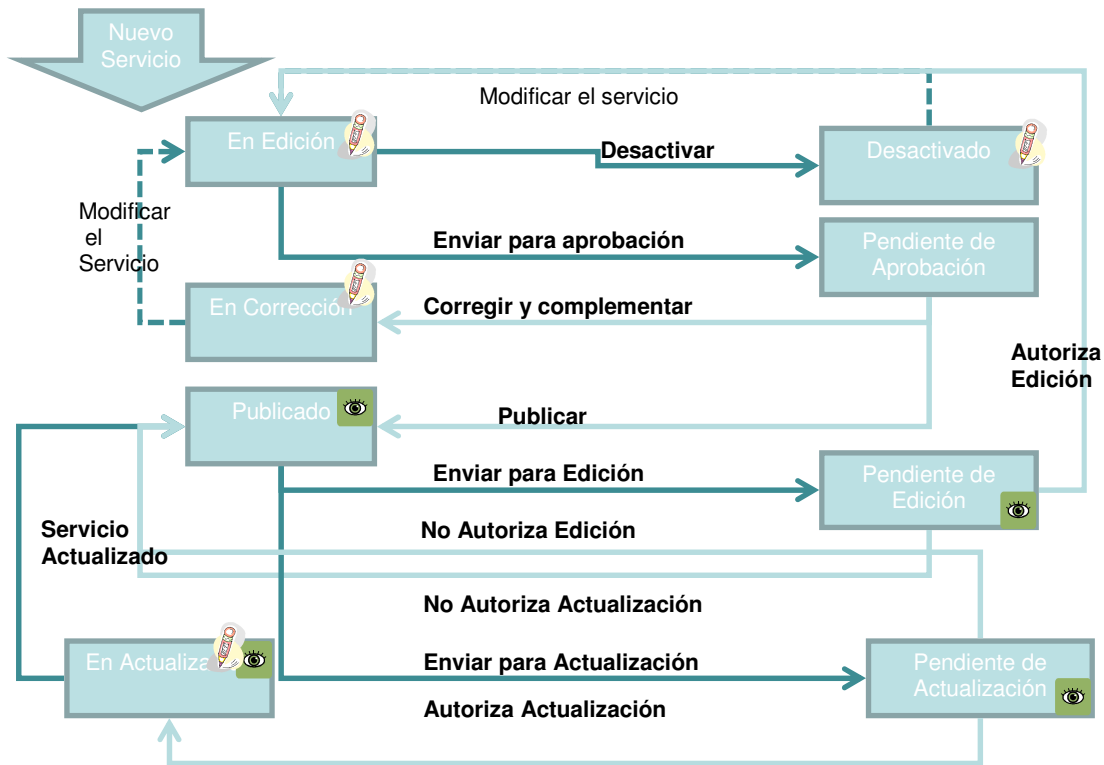 Nuevo
Servicio
Modificar el servicio
En Edición
Desactivar
Desactivado
Modificar
el
Servicio
Enviar para aprobación
Pendiente de
Aprobación
En Corrección
Corregir y complementar
Autoriza
Edición
Publicado
Publicar
Enviar para Edición
Pendiente de
Edición
Servicio
Actualizado
No Autoriza Edición
No Autoriza Actualización
En Actualiza
Enviar para Actualización
Pendiente de
Actualización
Autoriza Actualización